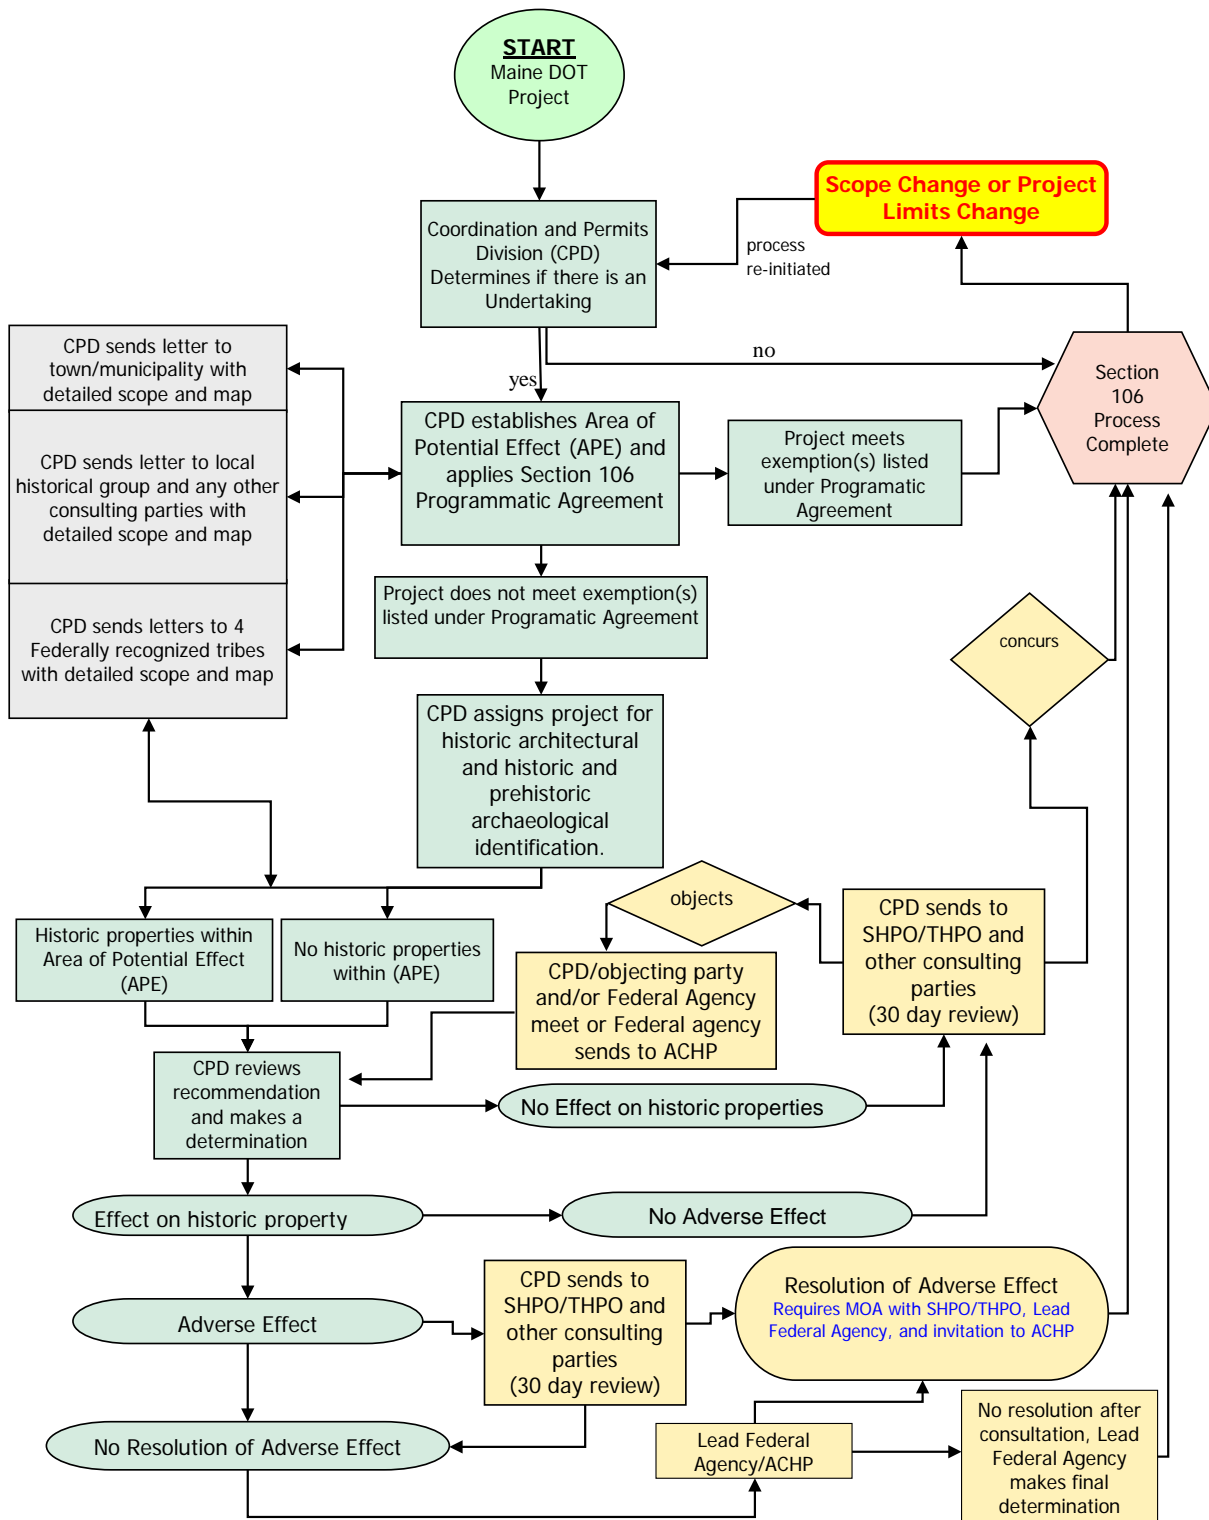 START
Maine DOT
Project
Scope Change or Project
Limits Change
Coordination and Permits
Division (CPD)
Determines if there is an
Undertaking
process
re-initiated
no
yes
CPD sends letter to
town/municipality with
detailed scope and map
CPD sends letter to local
historical group and any other
consulting parties with
detailed scope and map
CPD sends letters to 4
Federally recognized tribes
with detailed scope and map
CPD establishes Area of
Potential Effect (APE) and
applies Section 106
Programmatic Agreement
Project meets
exemption(s) listed
under Programatic
Agreement
Section
106
Process
Complete
Project does not meet exemption(s)
listed under Programatic Agreement
concurs
CPD assigns project for
historic architectural
and historic and
prehistoric
archaeological
identification.
objects
CPD sends to
SHPO/THPO and
other consulting
parties
(30 day review)
Historic properties within
Area of Potential Effect
(APE)
No historic properties
within (APE)
CPD/objecting party
and/or Federal Agency
meet or Federal agency
sends to ACHP
CPD reviews
recommendation
and makes a
determination
No Effect on historic properties
Effect on historic property
No Adverse Effect
Adverse Effect
CPD sends to
SHPO/THPO and
other consulting
parties
(30 day review)
Resolution of Adverse Effect
Requires MOA with SHPO/THPO, Lead
Federal Agency, and invitation to ACHP
No Resolution of Adverse Effect
Lead Federal
Agency/ACHP
No resolution after
consultation, Lead
Federal Agency
makes final
determination